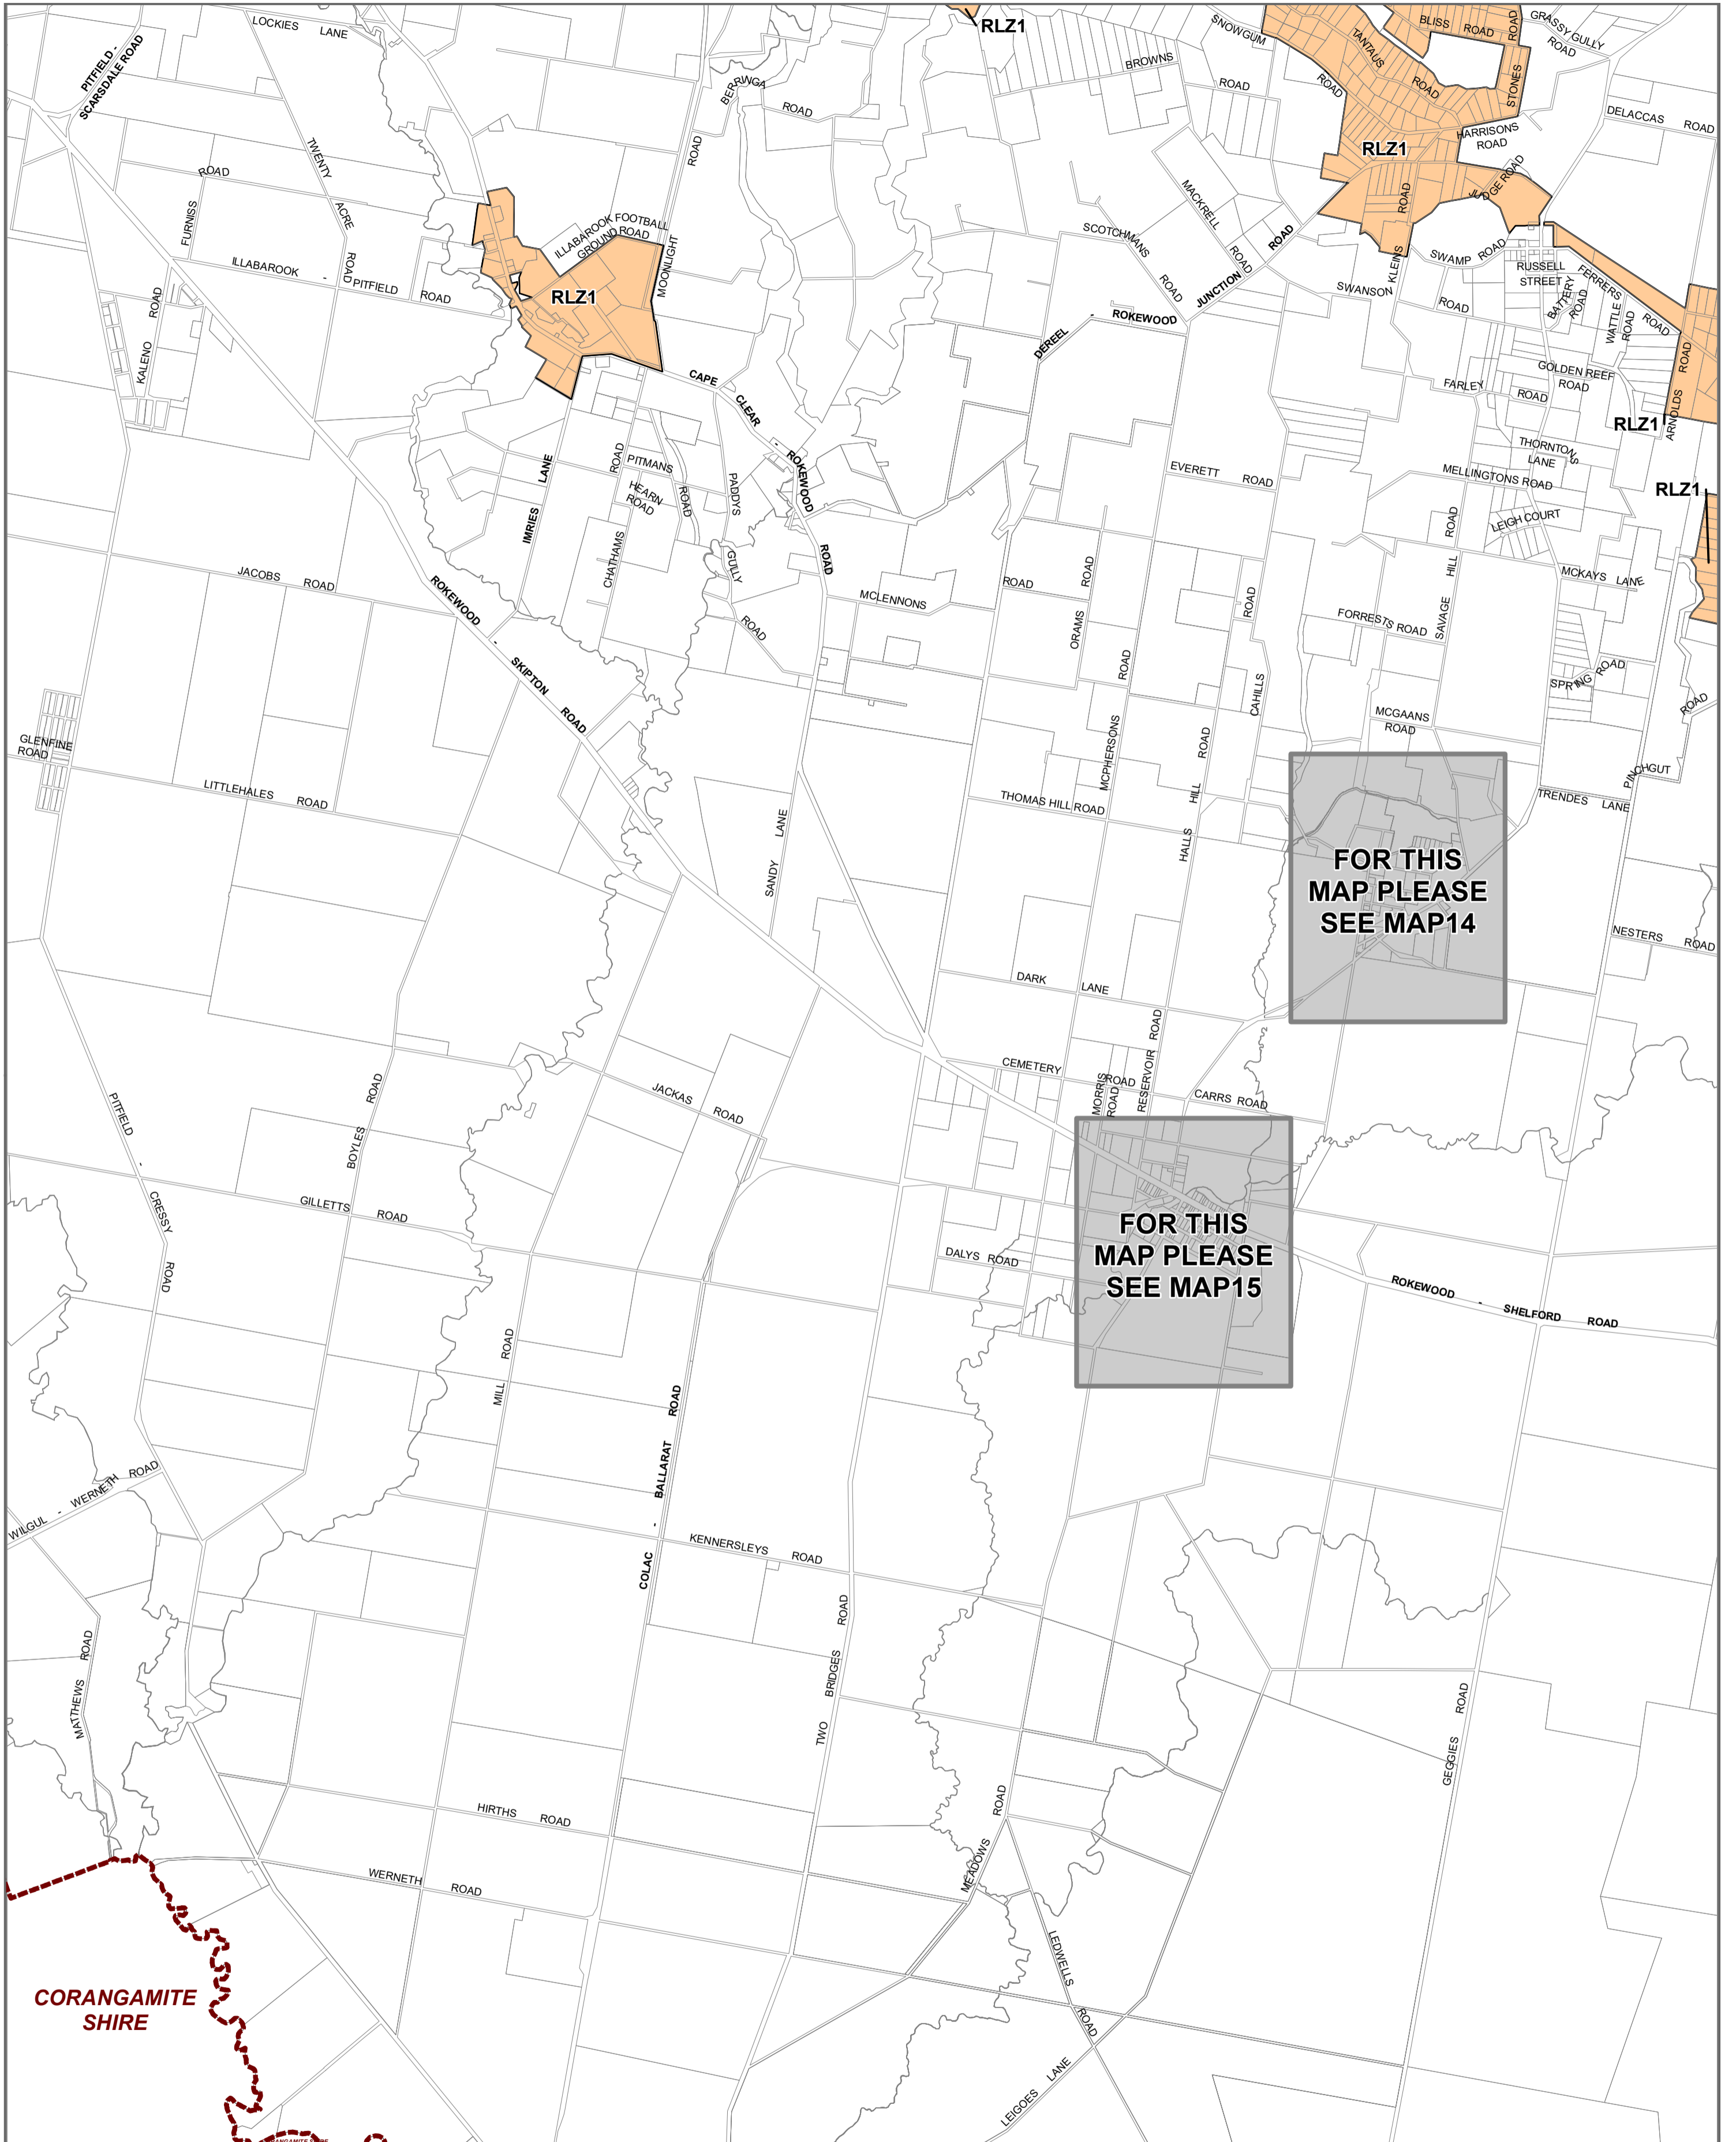 LOCKIES LANE
PITFIELD -
SCARSDALE ROAD
RLZ1
SNOWGUM
ROAD
TANTAUS
ROAD
BLISS ROAD
STONES
ROAD
GRASSY GULLY
ROAD
BROWNS
ROAD
BERINGA
ROAD
DELACCAS ROAD
HARRISONS
ROAD
RLZ1
JUDGE ROAD
TWENTY
ACRE
ROAD
ROAD
FURNISS
ILLABAROOK FOOTBALL
GROUND ROAD
MOONLIGHT
ROAD
MACKRELL
ROAD
SCOTCHMANS
ROAD
JUNCTION
ROAD
KLEINS
ROAD
SWAMP ROAD
RUSSELL
STREET
FERRERS
ROAD
BATTERY
ROAD
WATTLE
ROAD
SWANSON
ROAD
ILLABAROOK - PITFIELD ROAD
RLZ1
KALENO
ROAD
DEREEL - ROKEWOOD
GOLDEN REEF
ROAD
FARLEY
ROAD
ARNOLDS
ROAD
RLZ1
CAPE
CLEAR
-
ROKEWOOD
ROAD
THORNTONS
LANE
MELLINGTONS ROAD
RLZ1
EVERETT ROAD
IMRIES
LANE
PITMANS
ROAD
HEARN
ROAD
CHATHAMS
ROAD
PADDYS
GULLY
ROAD
LEIGH COURT
MCKAYS LANE
JACOBS ROAD
ROKEWOOD
-
SKIPTON
ROAD
MCLENNONS
ROAD
ORAMS
ROAD
FORRESTS ROAD
SAVAGE
HILL
ROAD
SPRING ROAD
CAHILLS
ROAD
MCPHERSONS
ROAD
MCGAANS
ROAD
ROAD
PINCHGUT
GLENFINE
ROAD
LITTLEHALES ROAD
THOMAS HILL ROAD
HALLS
HILL
ROAD
TRENDES LANE
SANDY
LANE
FOR THIS
MAP PLEASE
SEE MAP14
NESTERS ROAD
DARK LANE
CEMETERY
ROAD
MORRIS
ROAD
RESERVOIR
ROAD
CARRS ROAD
JACKAS ROAD
BOYLES
ROAD
PITFIELD
-
CRESSY
ROAD
GILLETTS ROAD
FOR THIS
MAP PLEASE
SEE MAP15
DALYS ROAD
ROKEWOOD - SHELFORD ROAD
MILL
ROAD
COLAC
-
BALLARAT
ROAD
WILGUL - WERNETH ROAD
KENNERSLEYS ROAD
MATTHEWS
ROAD
TWO
BRIDGES
ROAD
GEGGIES
ROAD
HIRTHS ROAD
MEADOWS
ROAD
WERNETH ROAD
LEDWELLS
ROAD
CORANGAMITE
SHIRE
LEIGOES LANE